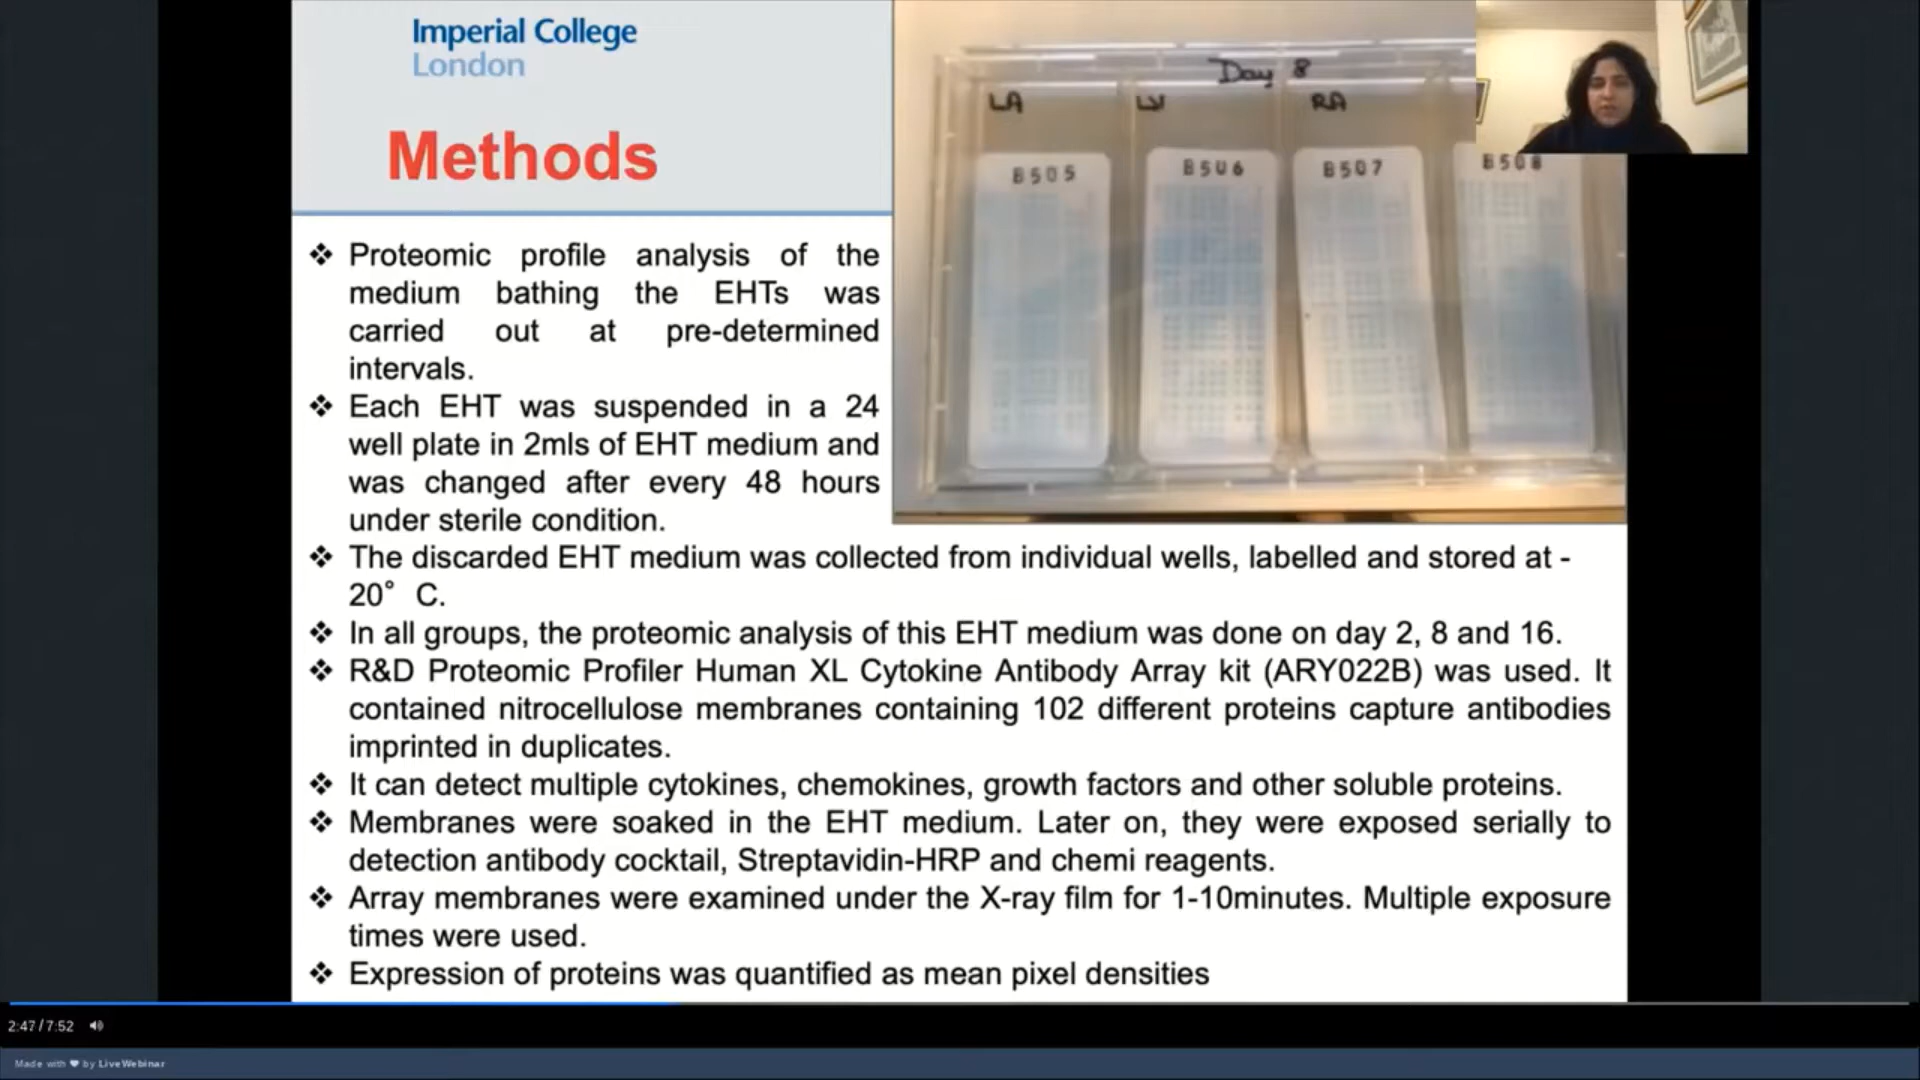 Imperial College
London
Methods
Day 8
LA LV RA
B505 B506 B507 B508
❖ Proteomic profile analysis of the
medium bathing the EHTs was
carried out at pre-determined
intervals.
❖ Each EHT was suspended in a 24
well plate in 2mls of EHT medium and
was changed after every 48 hours
under sterile condition.
❖ The discarded EHT medium was collected from individual wells, labelled and stored at -
20° C.
❖ In all groups, the proteomic analysis of this EHT medium was done on day 2, 8 and 16.
❖ R&D Proteomic Profiler Human XL Cytokine Antibody Array kit (ARY022B) was used. It
contained nitrocellulose membranes containing 102 different proteins capture antibodies
imprinted in duplicates.
❖ It can detect multiple cytokines, chemokines, growth factors and other soluble proteins.
❖ Membranes were soaked in the EHT medium. Later on, they were exposed serially to
detection antibody cocktail, Streptavidin-HRP and chemi reagents.
❖ Array membranes were examined under the X-ray film for 1-10minutes. Multiple exposure
times were used.
❖ Expression of proteins was quantified as mean pixel densities
2:47/7:52
Made with ❤ by LiveWebinar